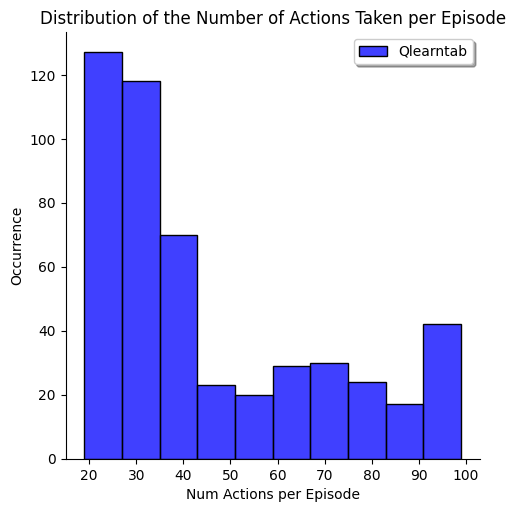 Distribution of the Number of Actions Taken per Episode
Qlearntab
120
100
80
60
40
20
0
Occurrence
20 30 40 50 60 70 80 90 100
Num Actions per Episode